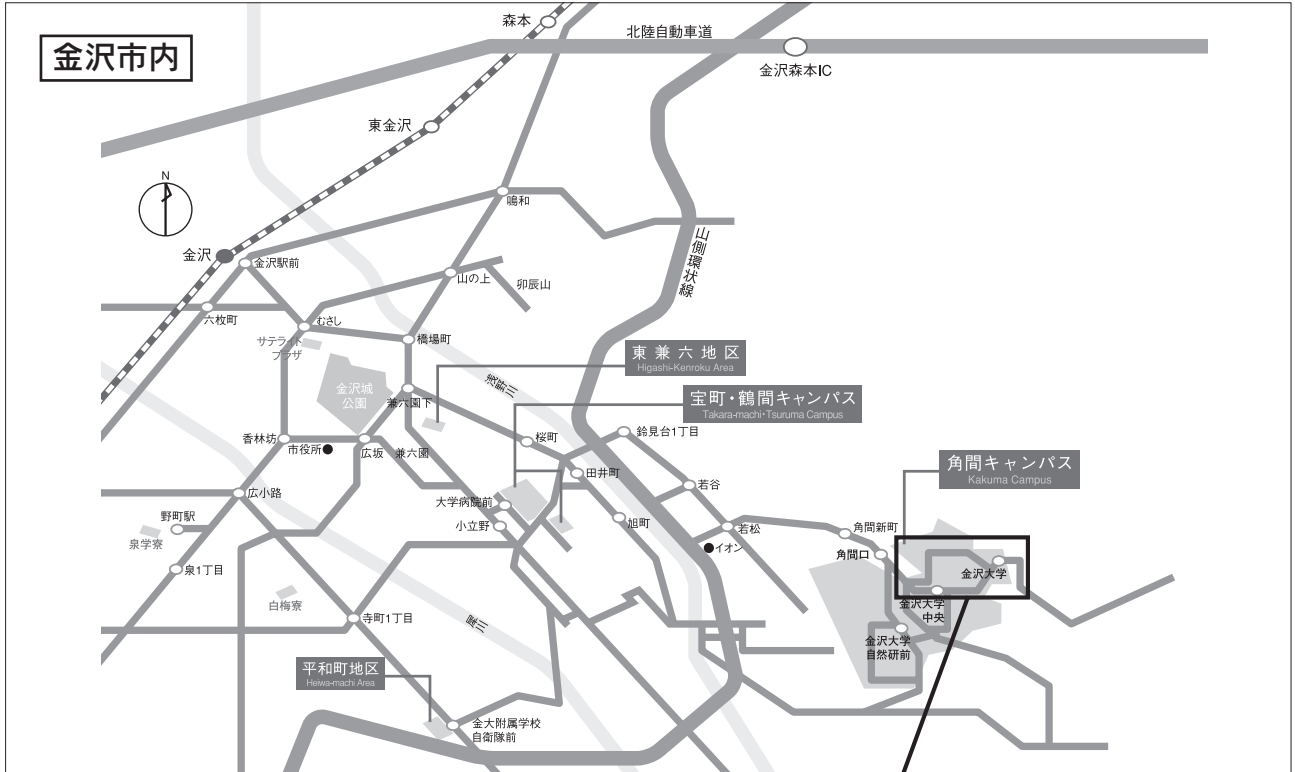 金沢市内
森本
北陸自動車道
金沢森本IC
東金沢
N
鳴和
山側環状線
金沢
金沢駅前
山の上
卯辰山
六枚町
むさし
サテライト
プラザ
橋場町
東兼六地区
Higashi-Kenroku Area
金沢城
公園
兼六園下
浅野川
宝町・鶴間キャンパス
Takara-machi・Tsuruma Campus
香林坊
市役所
広坂
兼六園
桜町
鈴見台1丁目
田井町
角間キャンパス
Kakuma Campus
広小路
大学病院前
若谷
野町駅
泉学寮
小立野
旭町
若松
角間新町
イオン
角間口
泉1丁目
金沢大学
白梅寮
金沢大学
中央
寺町1丁目
犀川
金沢大学
自然研前
平和町地区
Heiwa-machi Area
金大附属学校
自衛隊前